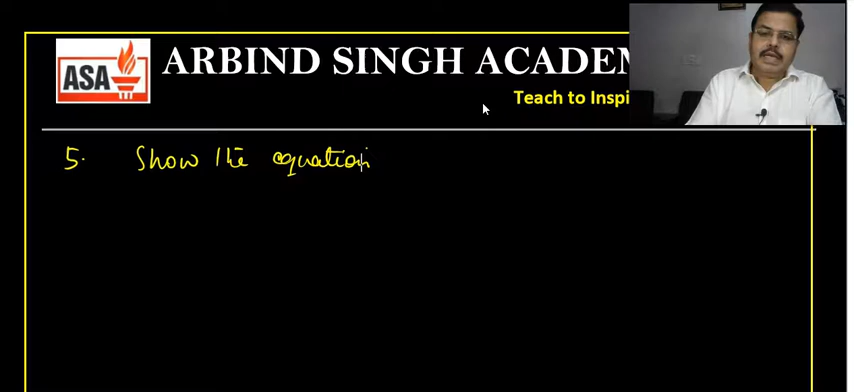 ASA
ARBIND SINGH ACADEM
Teach to Inspi
5. Show the equation